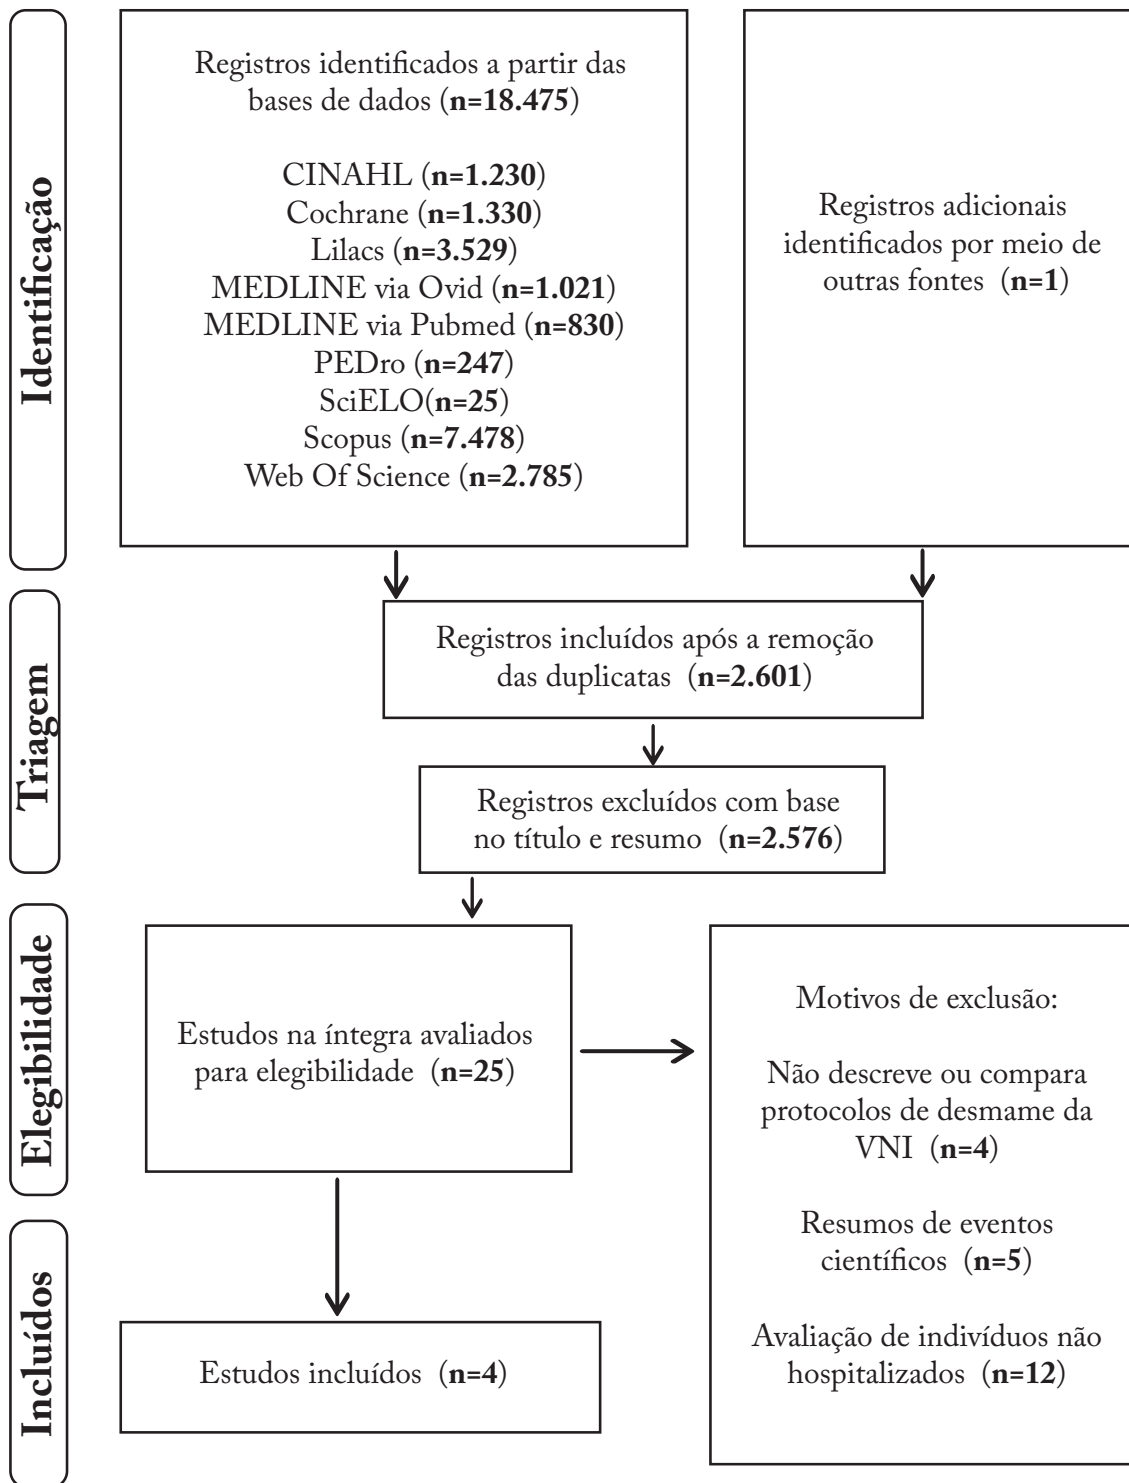 Identificação
Registros identificados a partir das
bases de dados (n=18.475)
CINAHL (n=1.230)
Cochrane (n=1.330)
Lilacs (n=3.529)
MEDLINE via Ovid (n=1.021)
MEDLINE via Pubmed (n=830)
PEDro (n=247)
SciELO(n=25)
Scopus (n=7.478)
Web Of Science (n=2.785)
Registros adicionais
identificados por meio de
outras fontes (n=1)
Triagem
Registros incluídos após a remoção
das duplicatas (n=2.601)
Registros excluídos com base
no título e resumo (n=2.576)
Elegibilidade
Estudos na íntegra avaliados
para elegibilidade (n=25)
Motivos de exclusão:
Não descreve ou compara
protocolos de desmame da
VNI (n=4)
Resumos de eventos
científicos (n=5)
Avaliação de indivíduos não
hospitalizados (n=12)
Incluídos
Estudos incluídos (n=4)